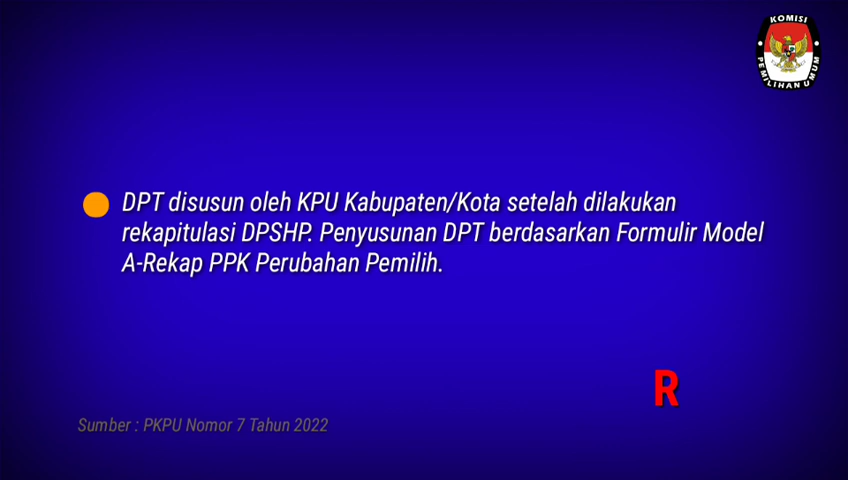 KOMISI
PEMILIHAN UMUM
DPT disusun oleh KPU Kabupaten/Kota setelah dilakukan
rekapitulasi DPSHP. Penyusunan DPT berdasarkan Formulir Model
A-Rekap PPK Perubahan Pemilih.
R
Sumber : PKPU Nomor 7 Tahun 2022